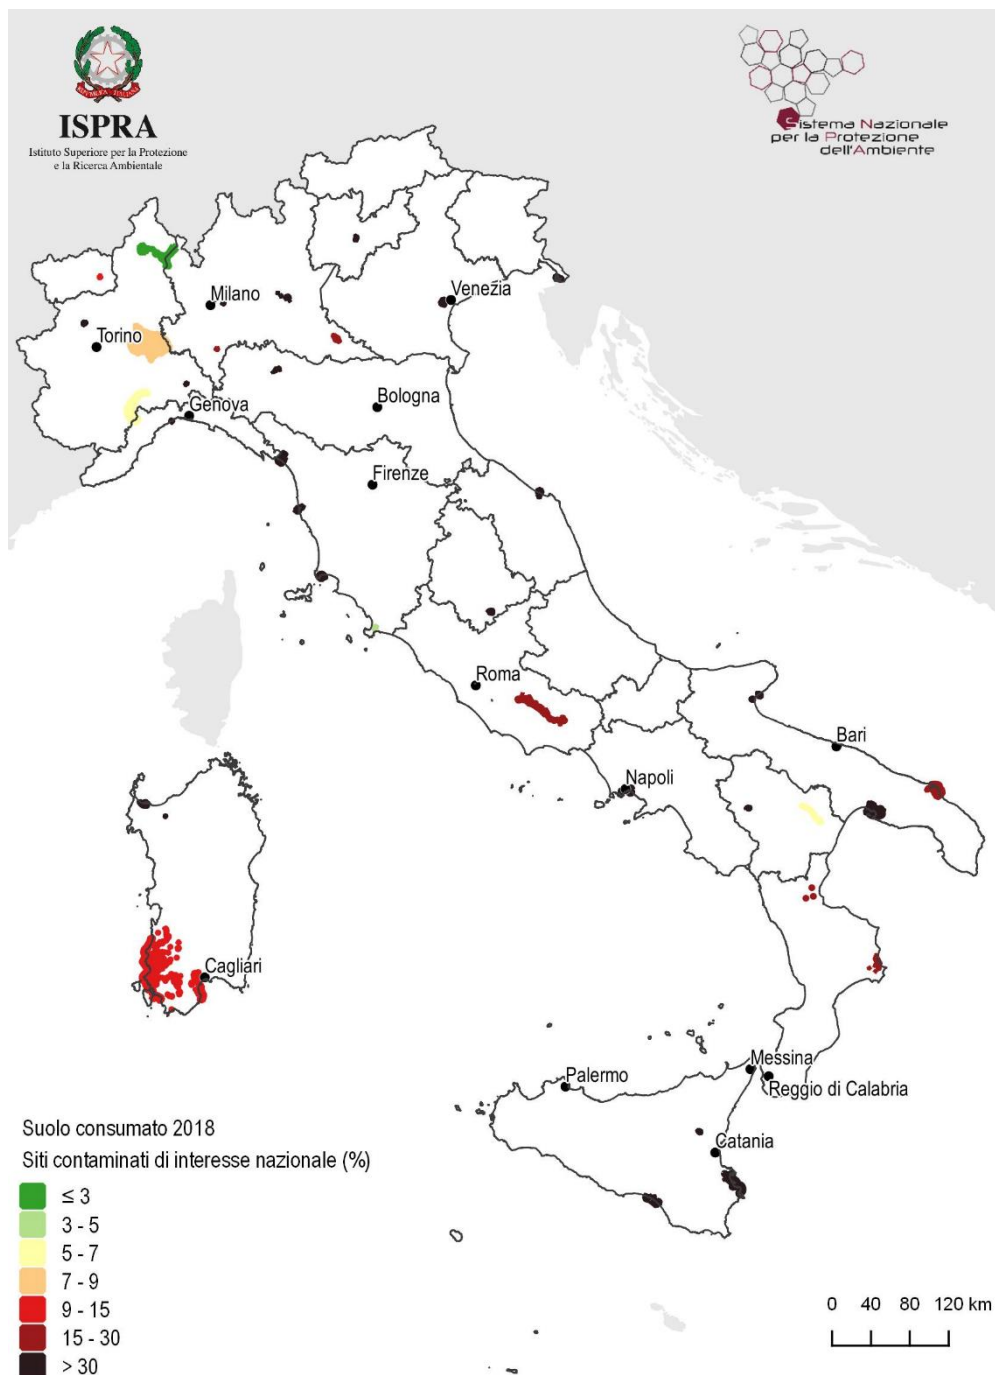 ISPRA
Istituto Superiore per la Protezione
e la Ricerca Ambientale
Sistema Nazionale
per la Protezione
dell'Ambiente
Milano
Venezia
Torino
Bologna
Genova
Firenze
Roma
Bari
Napoli
Cagliari
Messina
Palermo
Reggio di Calabria
Catania
Suolo consumato 2018
Siti contaminati di interesse nazionale (%)
≤ 3
3 - 5
5 - 7
7 - 9
9 - 15
15 - 30
> 30
0 40 80 120 km